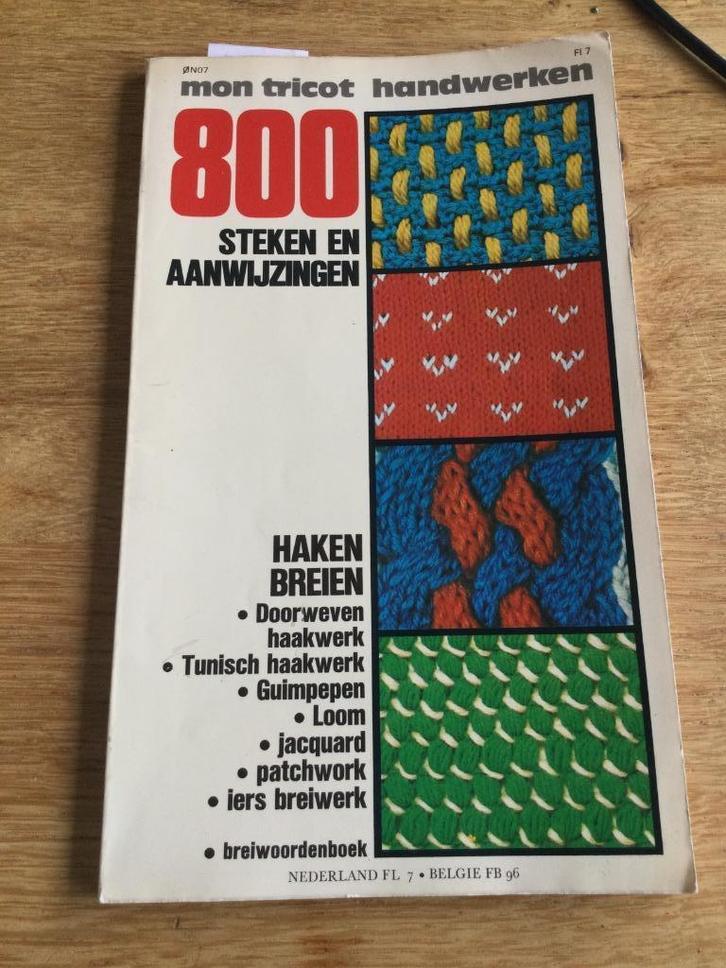 ØN07
Fl 7
mon tricot handwerken
800
STEKEN EN
AANWIJZINGEN
HAKEN
BREIEN
• Doorweven
haakwerk
• Tunisch haakwerk
• Guimpepen
• Loom
• jacquard
• patchwork
• iers breiwerk
• breiwoordenboek
NEDERLAND FL 7 • BELGIE FB 96